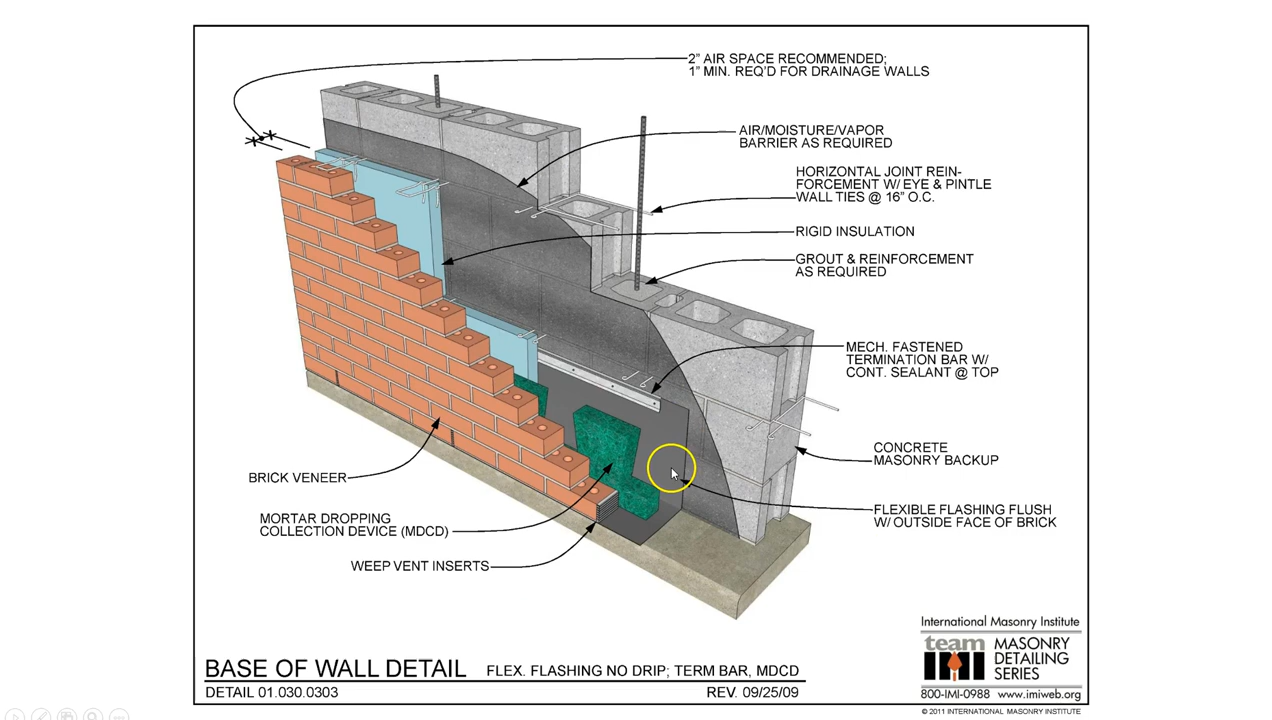 2” AIR SPACE RECOMMENDED;
1” MIN. REQ’D FOR DRAINAGE WALLS
AIR/MOISTURE/VAPOR
BARRIER AS REQUIRED
HORIZONTAL JOINT REIN-
FORCEMENT W/ EYE & PINTLE
WALL TIES @ 16” O.C.
RIGID INSULATION
GROUT & REINFORCEMENT
AS REQUIRED
MECH. FASTENED
TERMINATION BAR W/
CONT. SEALANT @ TOP
CONCRETE
MASONRY BACKUP
BRICK VENEER
FLEXIBLE FLASHING FLUSH
W/ OUTSIDE FACE OF BRICK
MORTAR DROPPING
COLLECTION DEVICE (MDCD)
WEEP VENT INSERTS
International Masonry Institute
team
imi
MASONRY
DETAILING
SERIES
800-IMI-0988 www.imiweb.org
BASE OF WALL DETAIL
FLEX. FLASHING NO DRIP; TERM BAR, MDCD
DETAIL 01.030.0303
REV. 09/25/09
© 2011 INTERNATIONAL MASONRY INSTITUTE